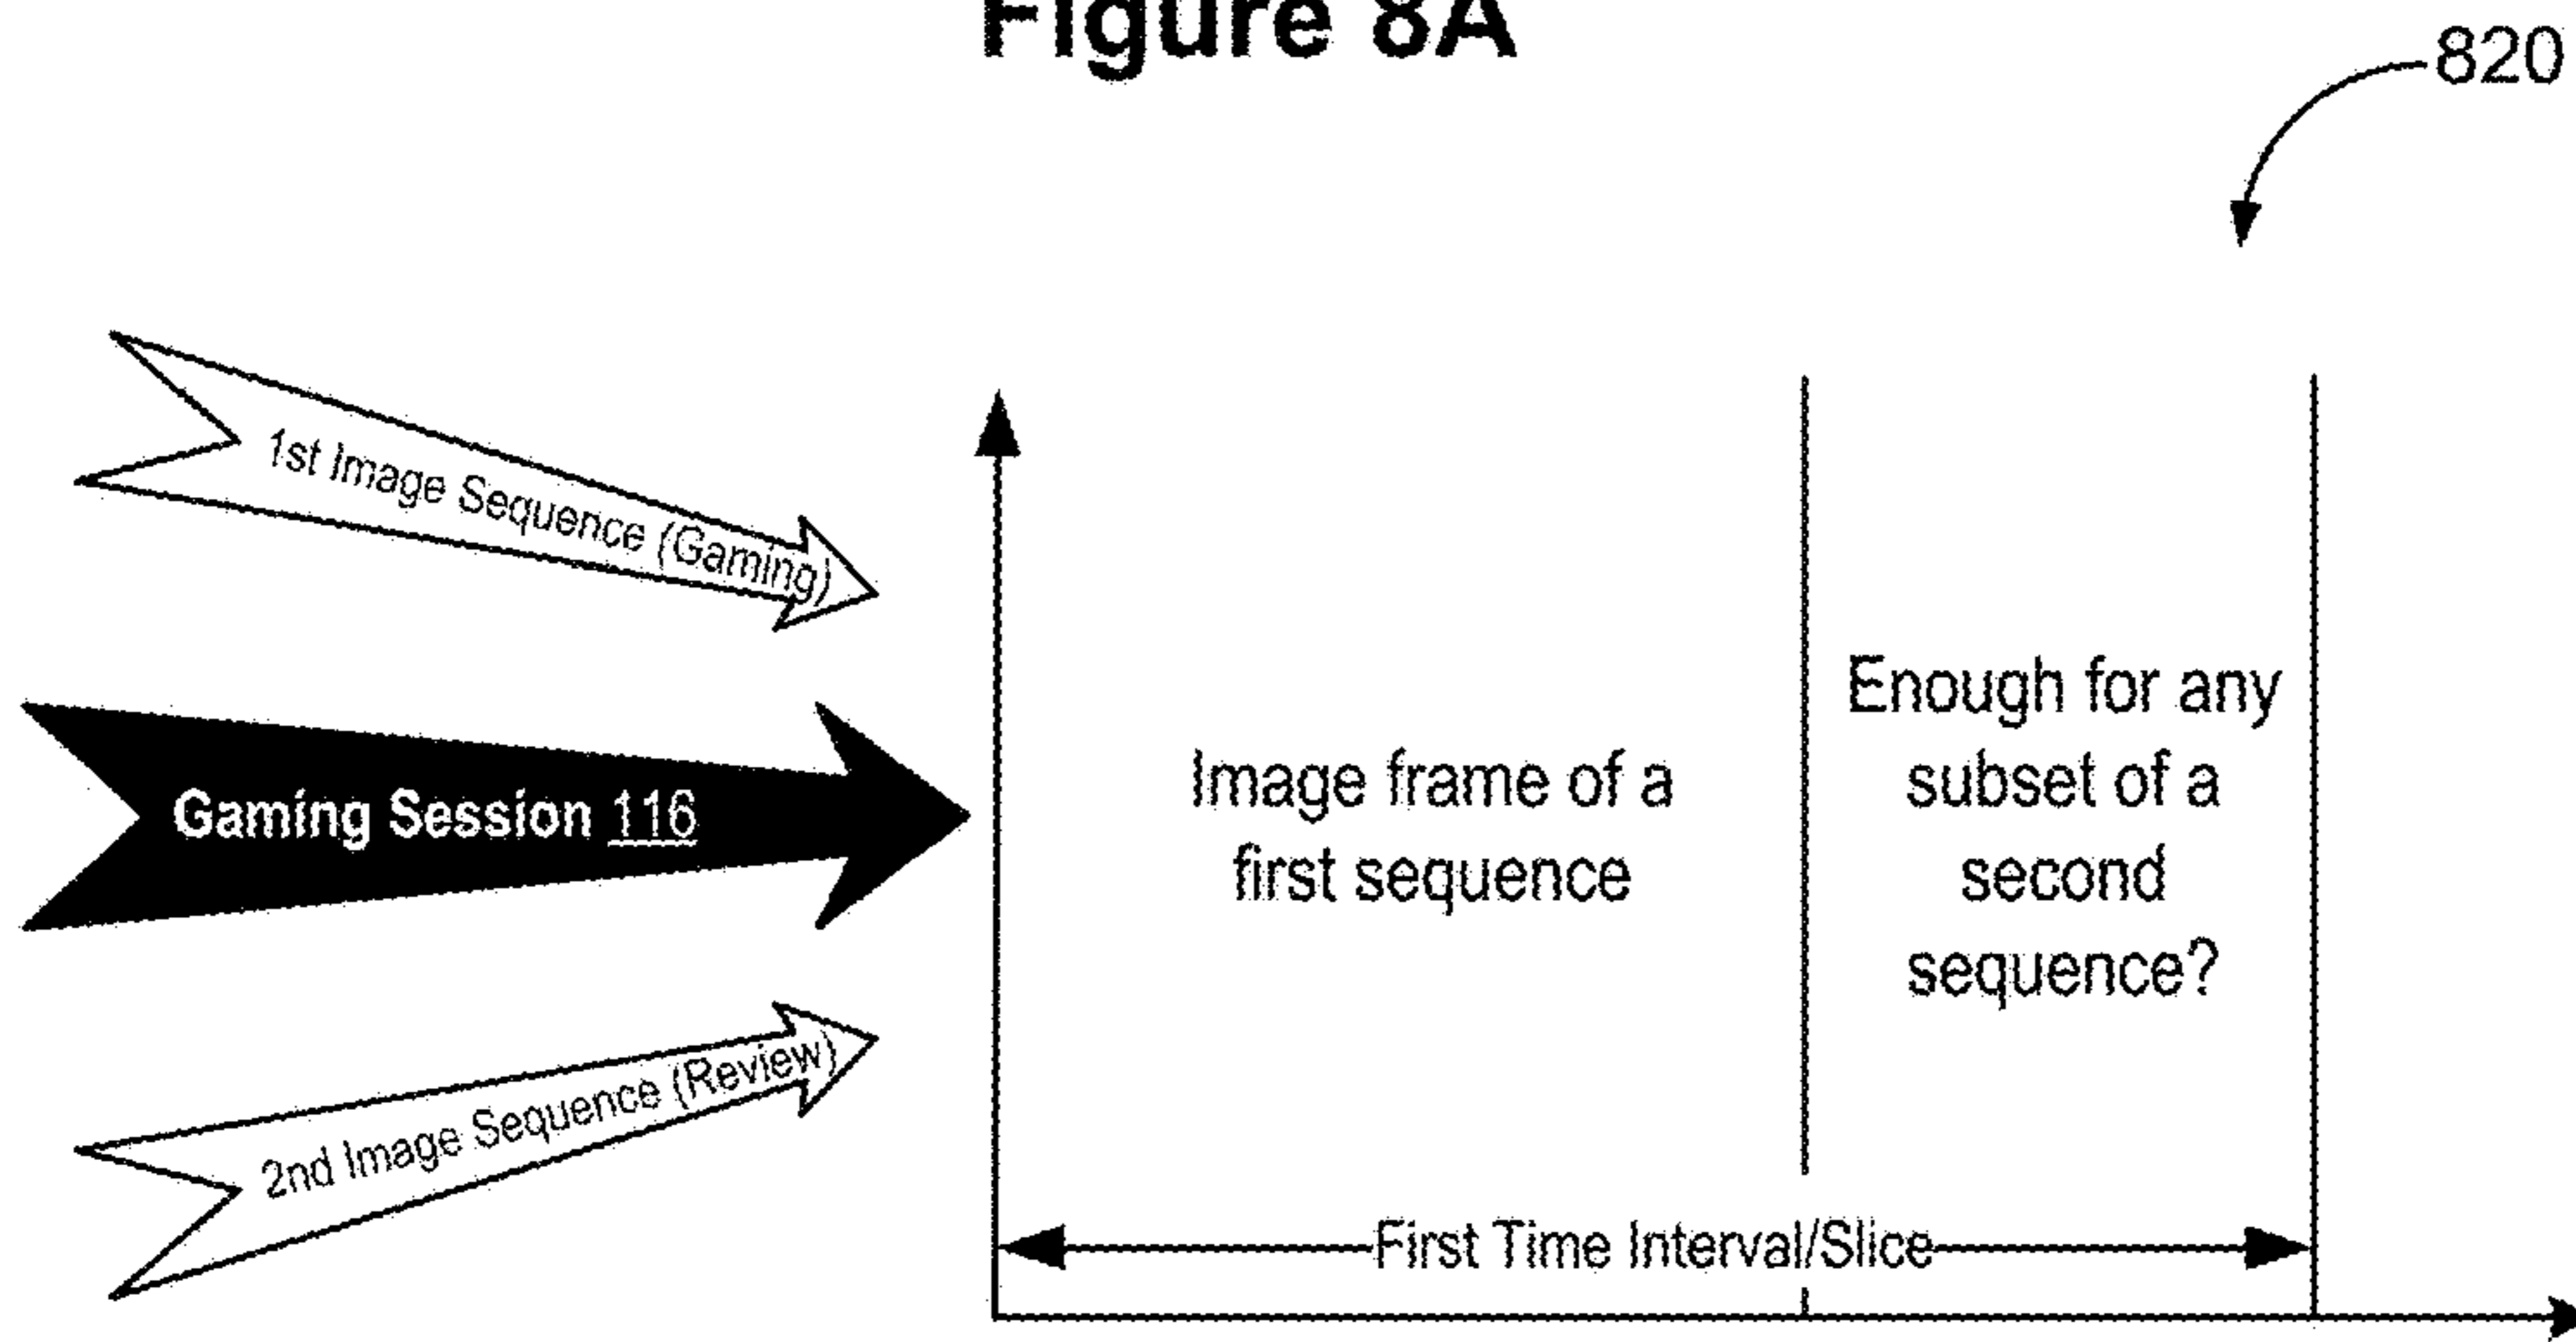 Figure 8A
820
1st Image Sequence (Gaming)
Gaming Session 116
2nd Image Sequence (Review)
Image frame of a
first sequence
Enough for any
subset of a
second
sequence?
First Time Interval/Slice